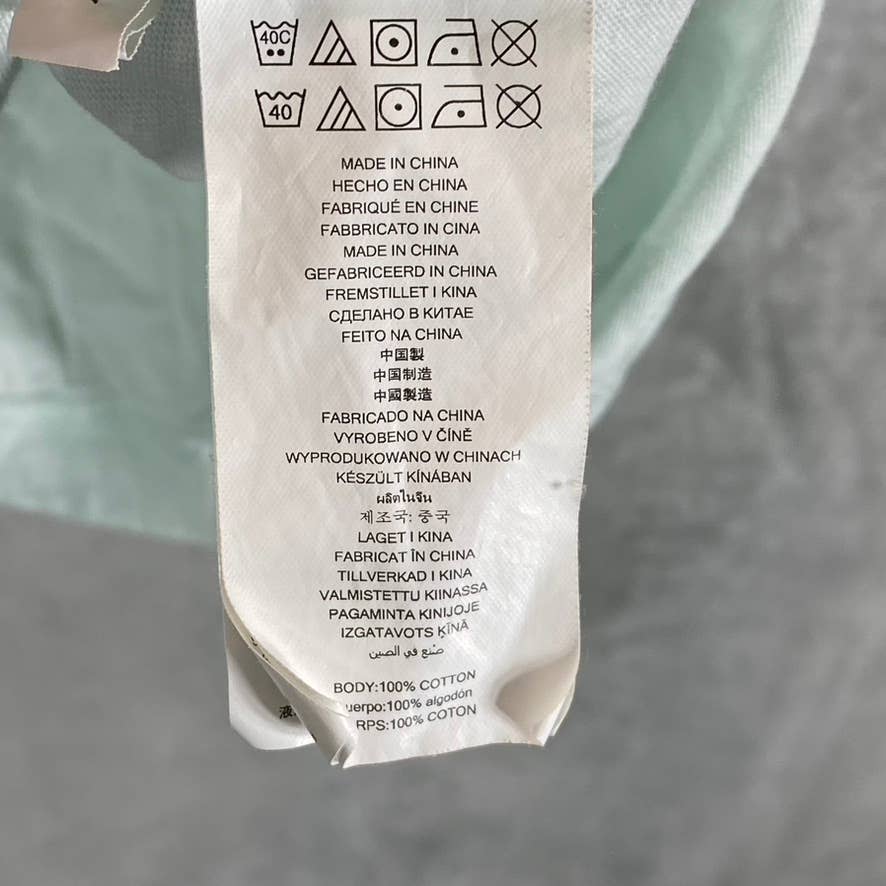 40C
40
MADE IN CHINA
HECHO EN CHINA
FABRIQUÉ EN CHINE
FABBRICATO IN CINA
MADE IN CHINA
GEFABRICEERD IN CHINA
FREMSTILLET I KINA
СДЕЛАНО В КИТАЕ
FEITO NA CHINA
中国製
中国制造
中國製造
FABRICADO NA CHINA
VYROBENO V ČÍNĚ
WYPRODUKOWANO W CHINACH
KÉSZÜLT KÍNÁBAN
ผลิตในจีน
제조국: 중국
LAGET I KINA
FABRICAT ÎN CHINA
TILLVERKAD I KINA
VALMISTETTU KIINASSA
PAGAMINTA KINIJOJE
IZGATAVOTS ĶĪNĀ
صنع في الصين
BODY:100% COTTON
uerpo:100% algodón
RPS:100% COTON